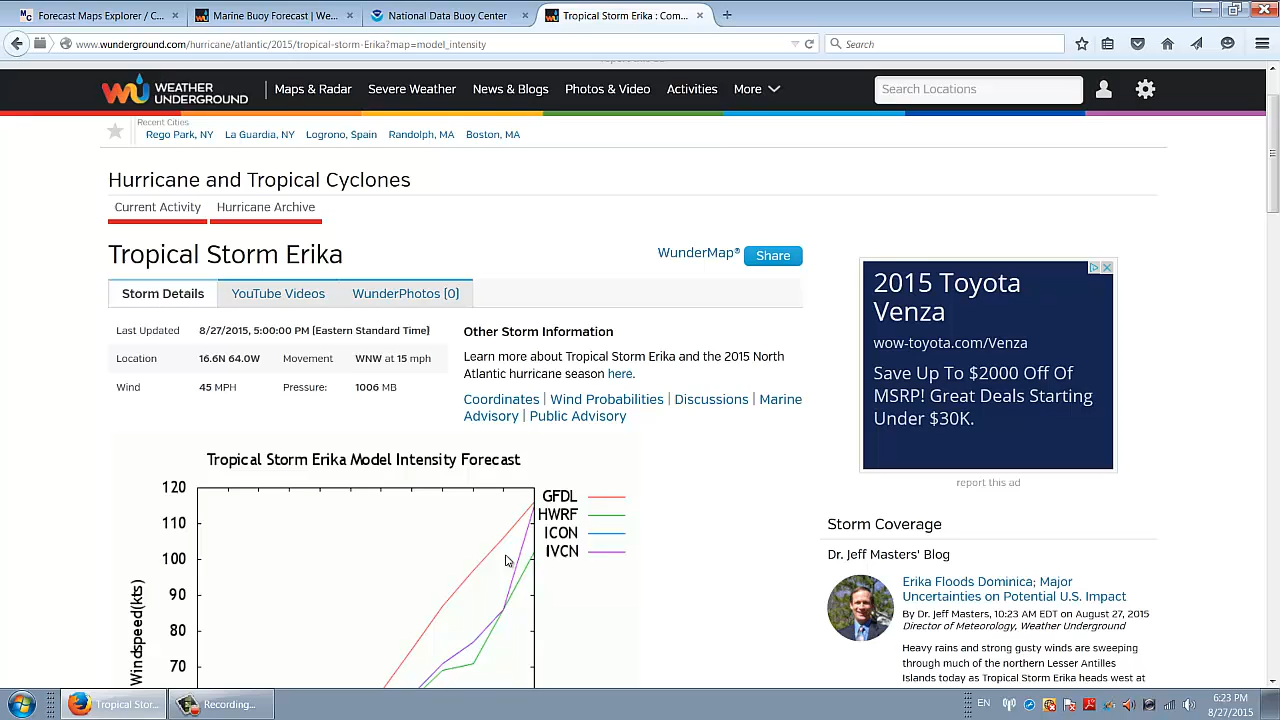 Forecast Maps Explorer / C...
Marine Buoy Forecast | We...
National Data Buoy Center
Tropical Storm Erika : Com...
www.wunderground.com/hurricane/atlantic/2015/tropical-storm-Erika?map=model_intensity
Search
WEATHER UNDERGROUND
Maps & Radar
Severe Weather
News & Blogs
Photos & Video
Activities
More
Search Locations
Recent Cities
Rego Park, NY
La Guardia, NY
Logrono, Spain
Randolph, MA
Boston, MA
Hurricane and Tropical Cyclones
Current Activity
Hurricane Archive
Tropical Storm Erika
WunderMap®
Share
Storm Details
YouTube Videos
WunderPhotos (0)
Last Updated 8/27/2015, 5:00:00 PM (Eastern Standard Time)
Location 16.6N 64.0W Movement WNW at 15 mph
Wind 45 MPH Pressure: 1006 MB
Other Storm Information
Learn more about Tropical Storm Erika and the 2015 North
Atlantic hurricane season here.
Coordinates | Wind Probabilities | Discussions | Marine
Advisory | Public Advisory
Tropical Storm Erika Model Intensity Forecast
120
110
100
90
80
70
Windspeed(kts)
GFDL
HWRF
ICON
IVCN
2015 Toyota
Venza
wow-toyota.com/Venza
Save Up To $2000 Off Of
MSRP! Great Deals Starting
Under $30K.
report this ad
Storm Coverage
Dr. Jeff Masters' Blog
Erika Floods Dominica; Major
Uncertainties on Potential U.S. Impact
By Dr. Jeff Masters, 10:23 AM EDT on August 27, 2015
Director of Meteorology, Weather Underground
Heavy rains and strong gusty winds are sweeping
through much of the northern Lesser Antilles
Islands today as Tropical Storm Erika heads west at
Tropical Stor...
Recording...
EN
6:23 PM
8/27/2015